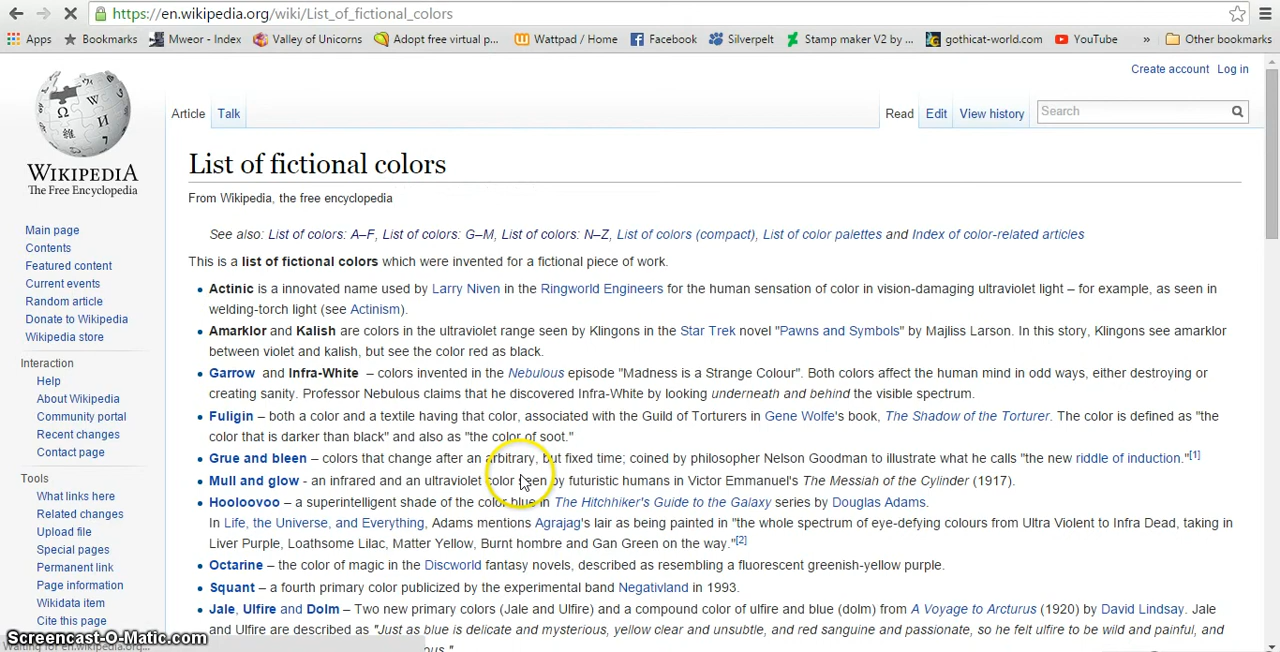 https://en.wikipedia.org/wiki/List_of_fictional_colors
Apps Bookmarks Mweor - Index Valley of Unicorns Adopt free virtual p... Wattpad / Home Facebook Silverpelt Stamp maker V2 by ... gothicat-world.com YouTube » Other bookmarks
Create account Log in
Article Talk Read Edit View history Search
WIKIPEDIA
The Free Encyclopedia
List of fictional colors
From Wikipedia, the free encyclopedia
See also: List of colors: A–F, List of colors: G–M, List of colors: N–Z, List of colors (compact), List of color palettes and Index of color-related articles
This is a list of fictional colors which were invented for a fictional piece of work.
• Actinic is a innovated name used by Larry Niven in the Ringworld Engineers for the human sensation of color in vision-damaging ultraviolet light – for example, as seen in
welding-torch light (see Actinism).
• Amarklor and Kalish are colors in the ultraviolet range seen by Klingons in the Star Trek novel "Pawns and Symbols" by Majliss Larson. In this story, Klingons see amarklor
between violet and kalish, but see the color red as black.
• Garrow and Infra-White – colors invented in the Nebulous episode "Madness is a Strange Colour". Both colors affect the human mind in odd ways, either destroying or
creating sanity. Professor Nebulous claims that he discovered Infra-White by looking underneath and behind the visible spectrum.
• Fuligin – both a color and a textile having that color, associated with the Guild of Torturers in Gene Wolfe's book, The Shadow of the Torturer. The color is defined as "the
color that is darker than black" and also as "the color of soot."
• Grue and bleen – colors that change after an arbitrary, but fixed time; coined by philosopher Nelson Goodman to illustrate what he calls "the new riddle of induction."[1]
• Mull and glow - an infrared and an ultraviolet color seen by futuristic humans in Victor Emmanuel's The Messiah of the Cylinder (1917).
• Hooloovoo – a superintelligent shade of the color blue in The Hitchhiker's Guide to the Galaxy series by Douglas Adams.
In Life, the Universe, and Everything, Adams mentions Agrajag's lair as being painted in "the whole spectrum of eye-defying colours from Ultra Violet to Infra Dead, taking in
Liver Purple, Loathsome Lilac, Matter Yellow, Burnt hombre and Gan Green on the way."[2]
• Octarine – the color of magic in the Discworld fantasy novels, described as resembling a fluorescent greenish-yellow purple.
• Squant – a fourth primary color publicized by the experimental band Negativland in 1993.
• Jale, Ulfire and Dolm – Two new primary colors (Jale and Ulfire) and a compound color of ulfire and blue (dolm) from A Voyage to Arcturus (1920) by David Lindsay. Jale
and Ulfire are described as "Just as blue is delicate and mysterious, yellow clear and unsubtle, and red sanguine and passionate, so he felt ulfire to be wild and painful, and
Main page
Contents
Featured content
Current events
Random article
Donate to Wikipedia
Wikipedia store
Interaction
Help
About Wikipedia
Community portal
Recent changes
Contact page
Tools
What links here
Related changes
Upload file
Special pages
Permanent link
Page information
Wikidata item
Cite this page
Screencast-O-Matic.com